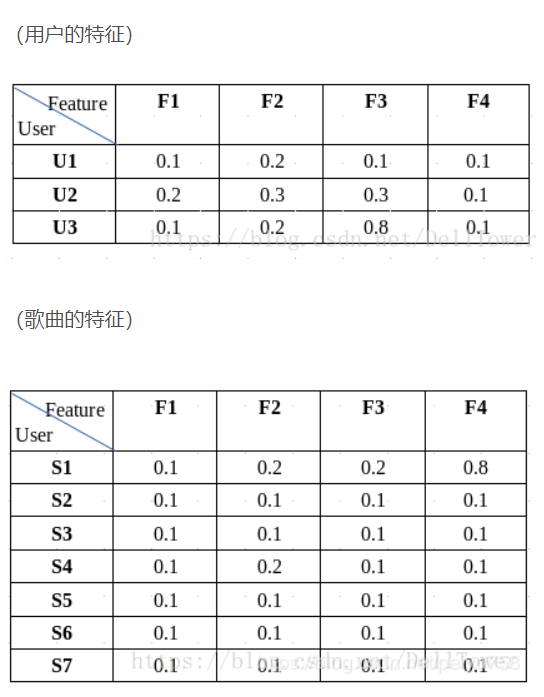 (用户的特征)
Feature F1 F2 F3 F4
User
U1 0.1 0.2 0.1 0.1
U2 0.2 0.3 0.3 0.1
U3 0.1 0.2 0.8 0.1
https://blog.csdn.net/DellTower
(歌曲的特征)
Feature F1 F2 F3 F4
User
S1 0.1 0.2 0.2 0.8
S2 0.1 0.1 0.1 0.1
S3 0.1 0.1 0.1 0.1
S4 0.1 0.2 0.1 0.1
S5 0.1 0.1 0.1 0.1
S6 0.1 0.1 0.1 0.1
S7 0.1 0.1 0.1 0.1
https://blog.csdn.net/DellTower